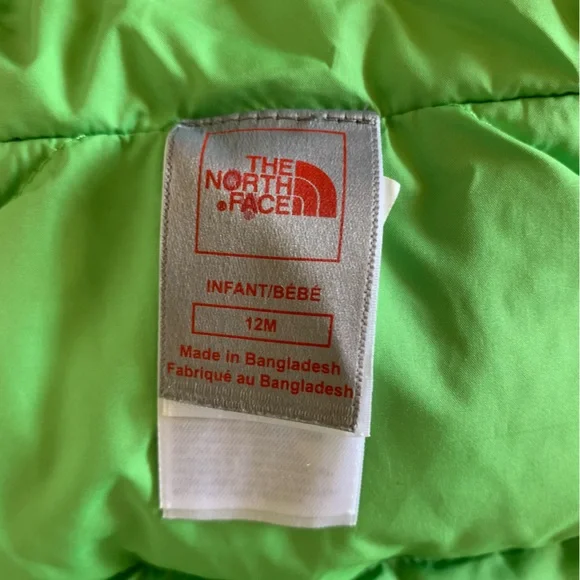 THE
NORTH
FACE
INFANT/BÉBÉ
12M
Made in Bangladesh
Fabriqué au Bangladesh